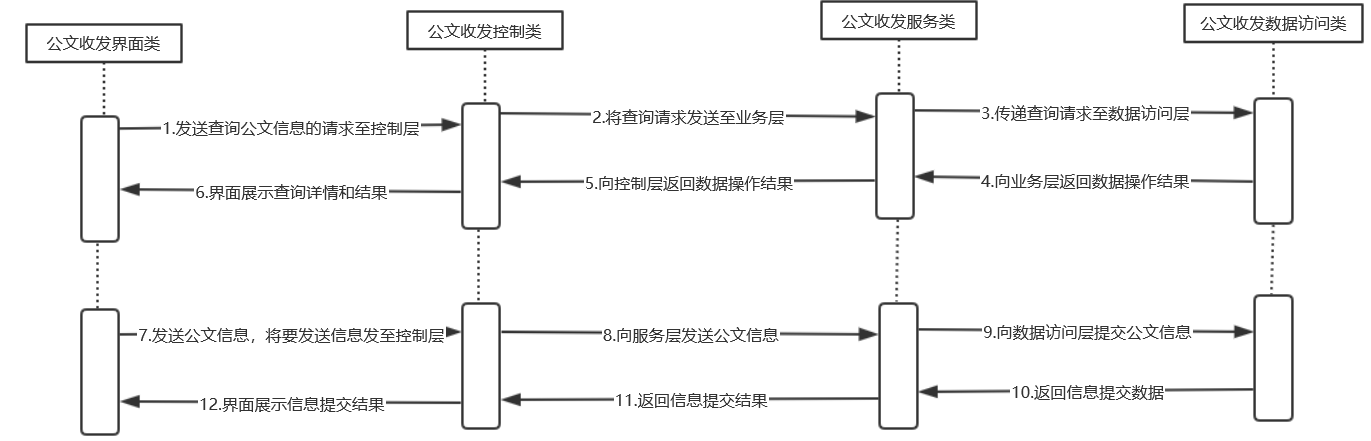 公文收发界面类
公文收发控制类
公文收发服务类
公文收发数据访问类
1.发送查询公文信息的请求至控制层
2.将查询请求发送至业务层
3.传递查询请求至数据访问层
6.界面展示查询详情和结果
5.向控制层返回数据操作结果
4.向业务层返回数据操作结果
7.发送公文信息，将要发送信息发至控制层
8.向服务层发送公文信息
9.向数据访问层提交公文信息
12.界面展示信息提交结果
11.返回信息提交结果
10.返回信息提交数据